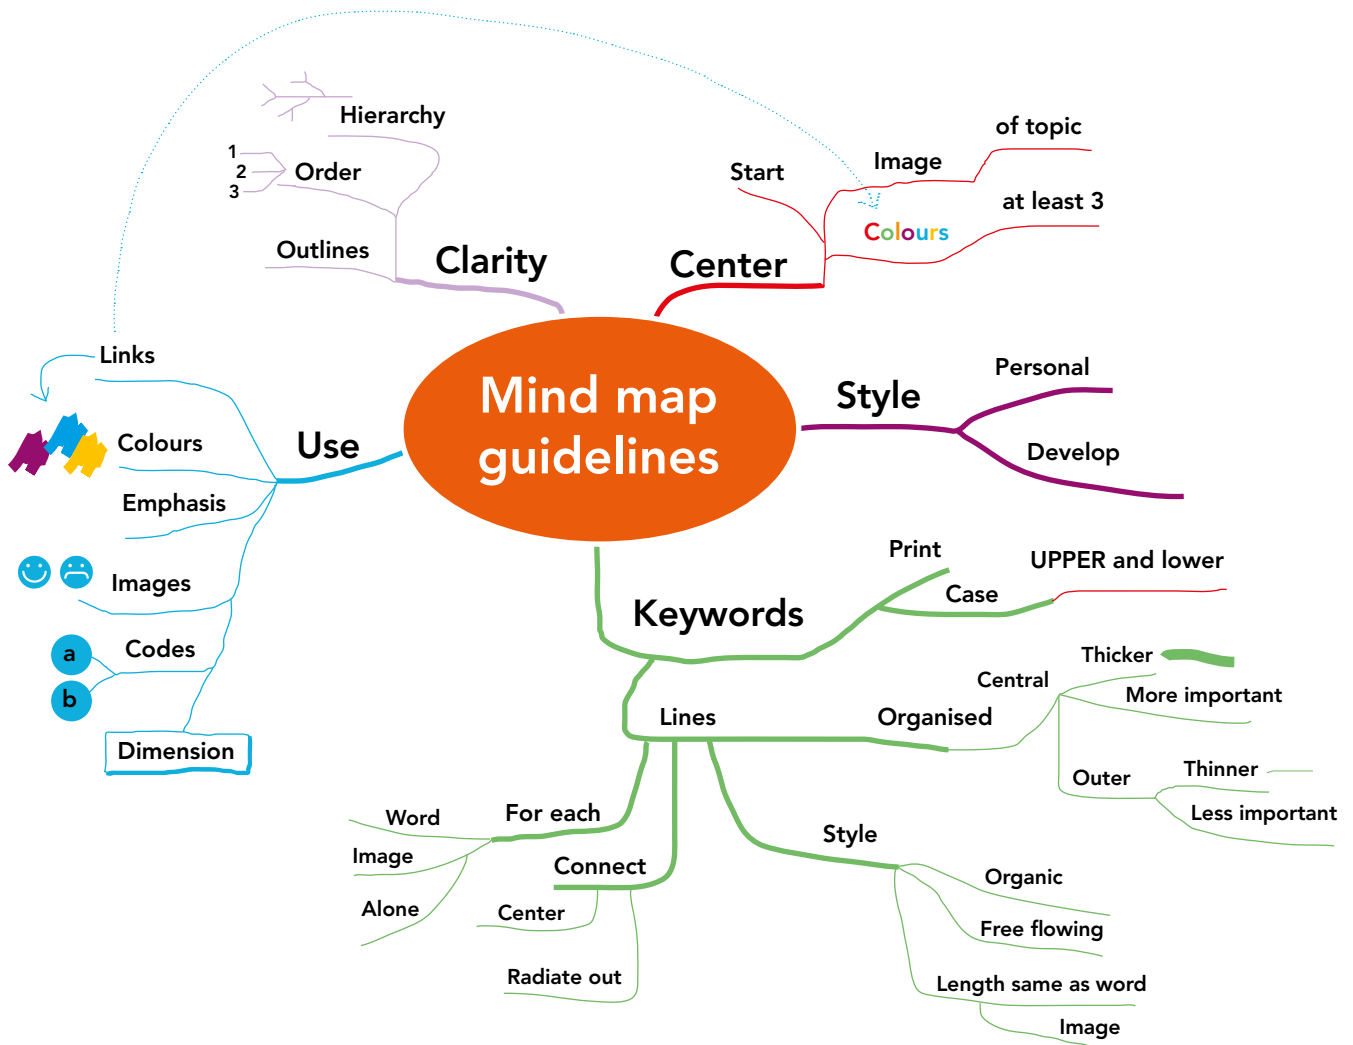 Mind map
guidelines
Clarity
Hierarchy
Order
1
2
3
Outlines
Center
Start
Image
of topic
Colours
at least 3
Style
Personal
Develop
Use
Links
Colours
Emphasis
Images
Codes
a
b
Dimension
Keywords
Print
Case
UPPER and lower
Lines
Organised
Central
Thicker
More important
Outer
Thinner
Less important
For each
Word
Image
Alone
Connect
Center
Radiate out
Style
Organic
Free flowing
Length same as word
Image